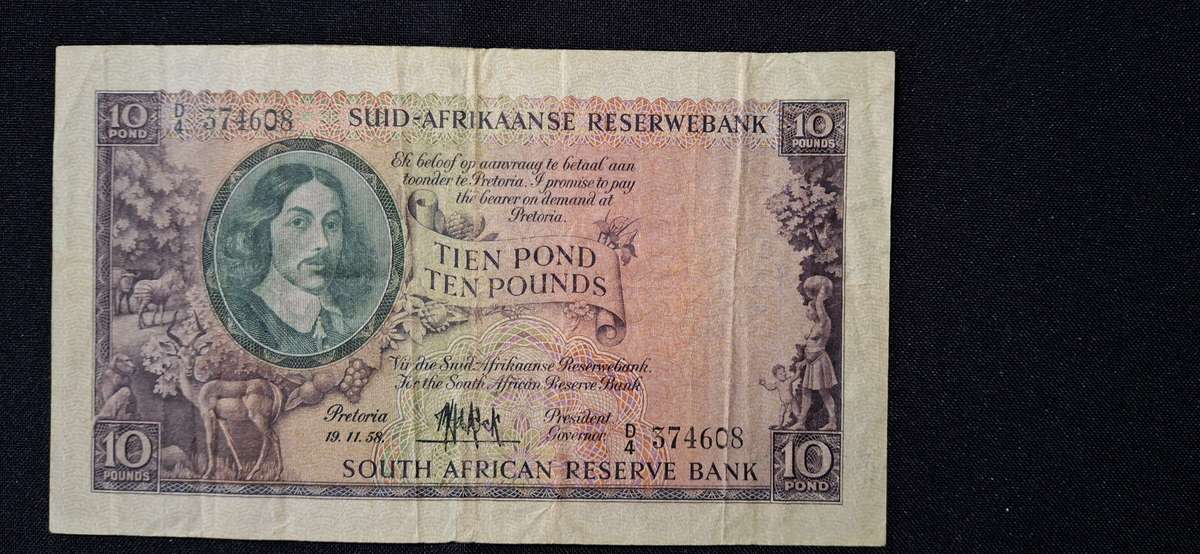 10 POND
D/4 374608
SUID-AFRIKAANSE RESERWEBANK
10 POUNDS
Ek beloof op aanvraag te betaal aan
toonder te Pretoria. I promise to pay
the bearer on demand at
Pretoria.
TIEN POND
TEN POUNDS
Vir die Suid-Afrikaanse Reserwebank.
For the South African Reserve Bank
Pretoria
19.11.58.
President
Governor
D/4 374608
10 POUNDS
SOUTH AFRICAN RESERVE BANK
10 POND